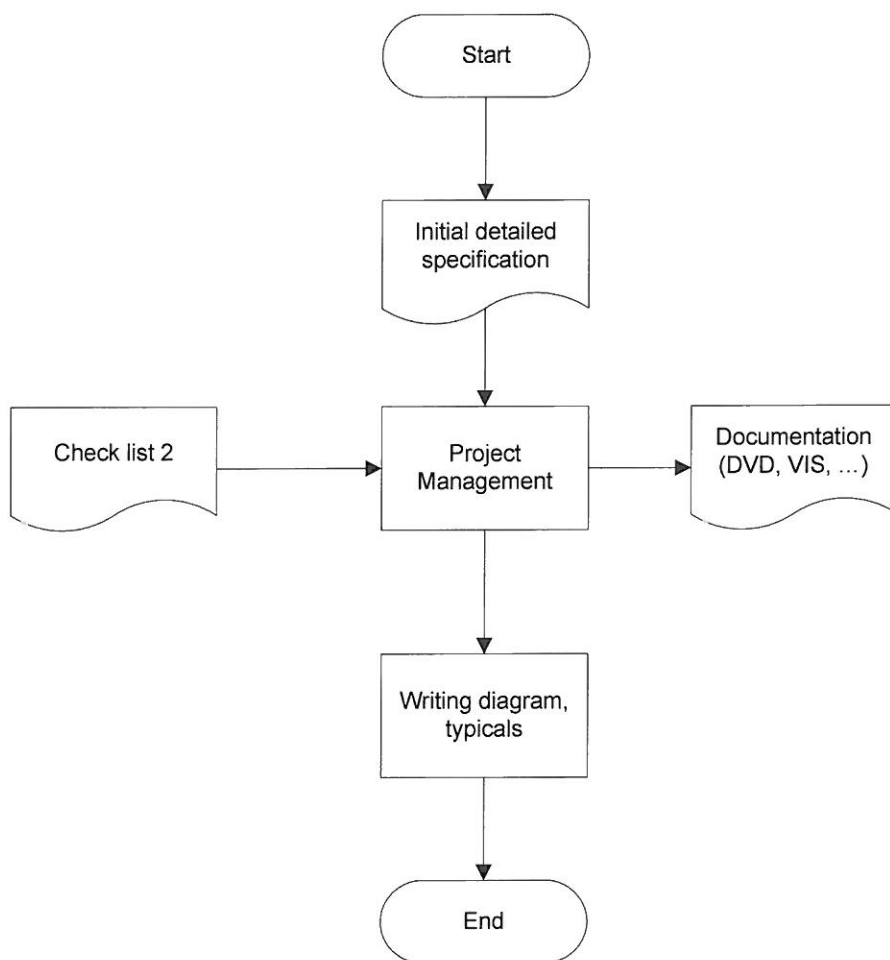 Start
Initial detailed
specification
Check list 2
Project
Management
Documentation
(DVD, VIS, ...)
Writing diagram,
typicals
End